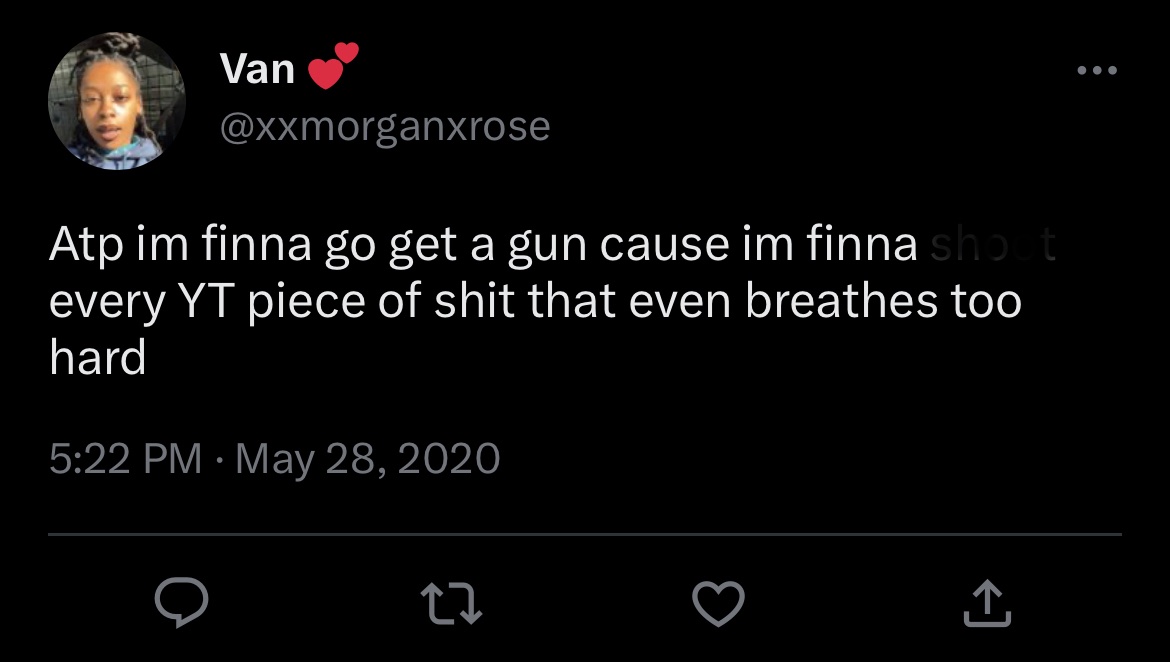 Van 💕
@xxmorganxrose
Atp im finna go get a gun cause im finna shoot
every YT piece of shit that even breathes too
hard
5:22 PM · May 28, 2020